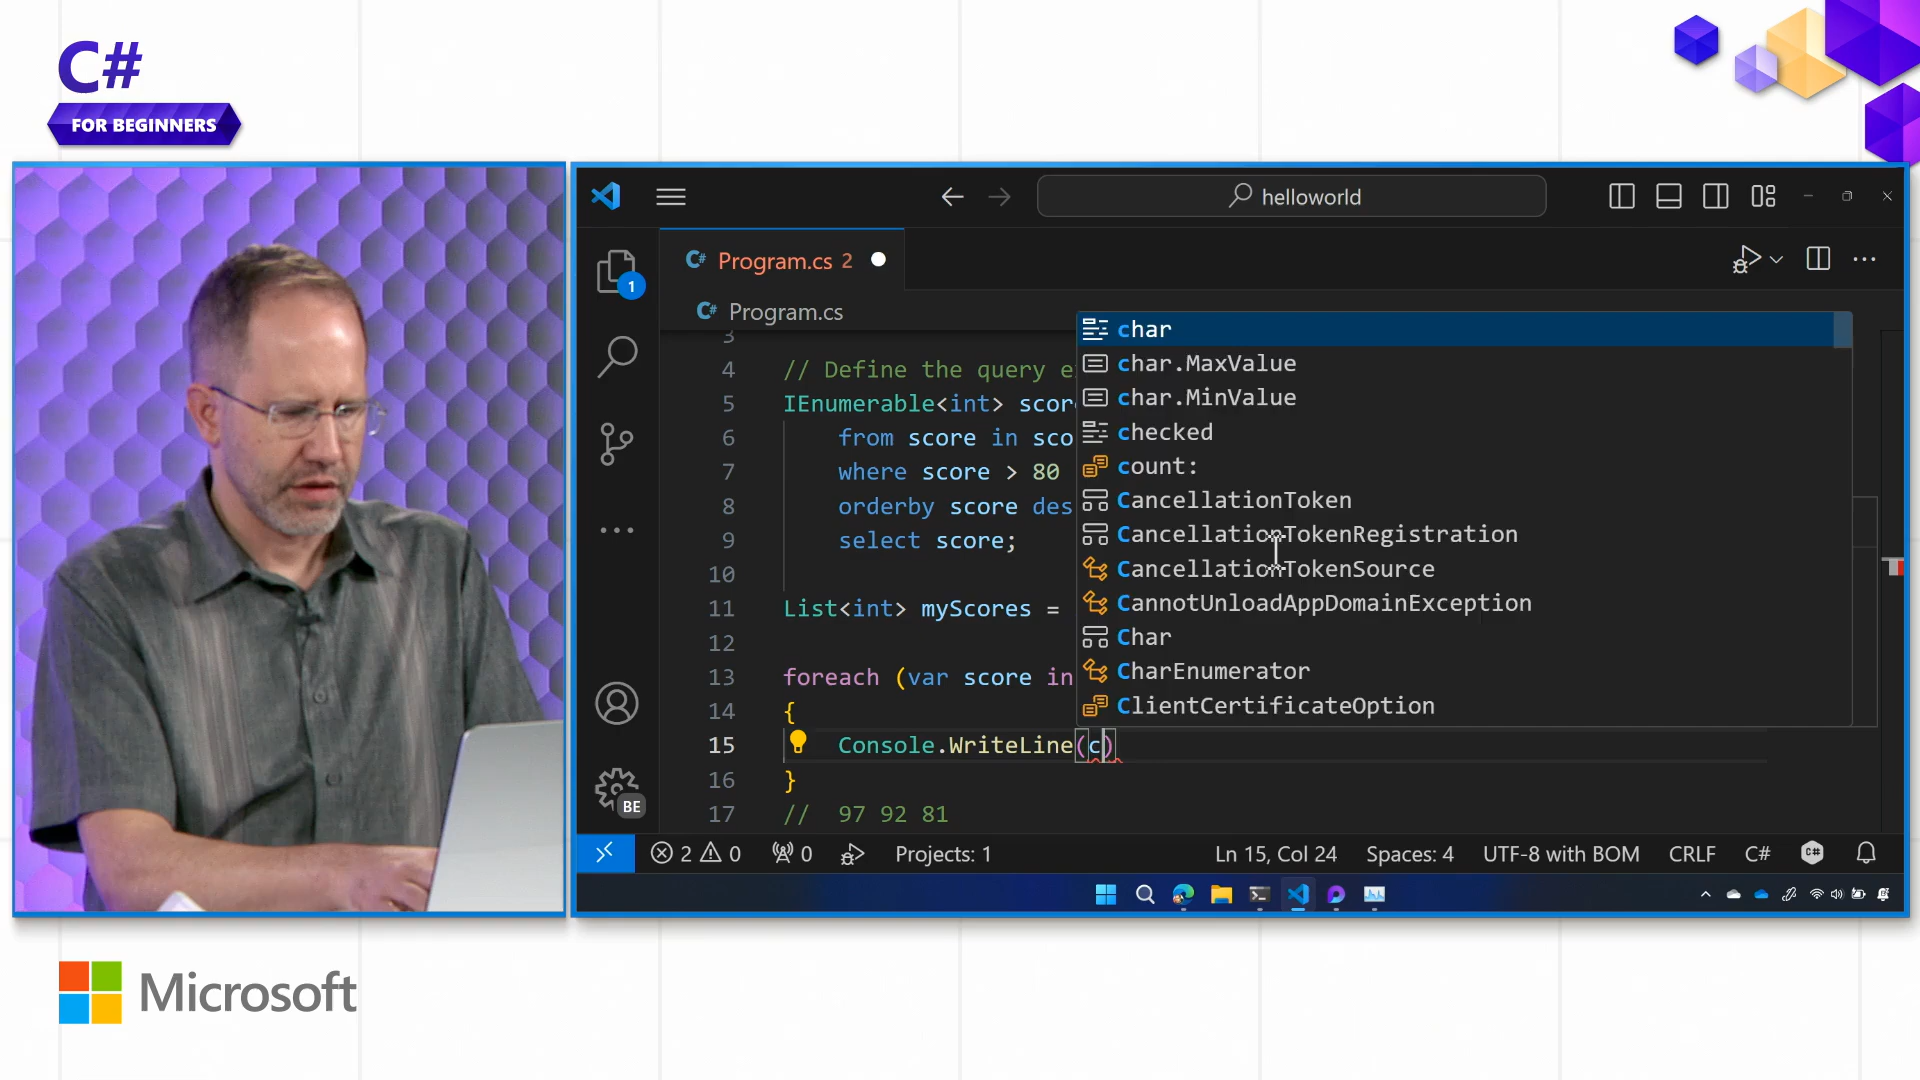 C#
FOR BEGINNERS
helloworld
C# Program.cs 2
1
C# Program.cs
3
4 // Define the query e
5 IEnumerable<int> scor
6 from score in sco
7 where score > 80
8 orderby score des
9 select score;
10
11 List<int> myScores =
12
13 foreach (var score in
14 {
15 Console.WriteLine(c)
16 }
17 // 97 92 81
char
char.MaxValue
char.MinValue
checked
count:
CancellationToken
CancellationTokenRegistration
CancellationTokenSource
CannotUnloadAppDomainException
Char
CharEnumerator
ClientCertificateOption
BE
2 0 0 Projects: 1 Ln 15, Col 24 Spaces: 4 UTF-8 with BOM CRLF C# C#
Microsoft